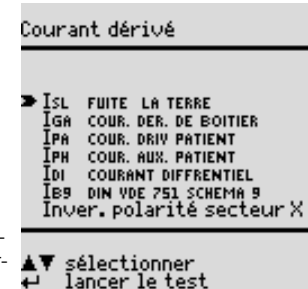 Courant dérivé
ISL FUITE LA TERRE
IGA COUR. DER. DE BOITIER
IPA COUR. DRIV PATIENT
IPH COUR. AUX. PATIENT
IDI COURANT DIFFRENTIEL
IB9 DIN VDE 751 SCHEMA 9
Inver. polarité secteur X
▲▼ sélectionner
↵ lancer le test